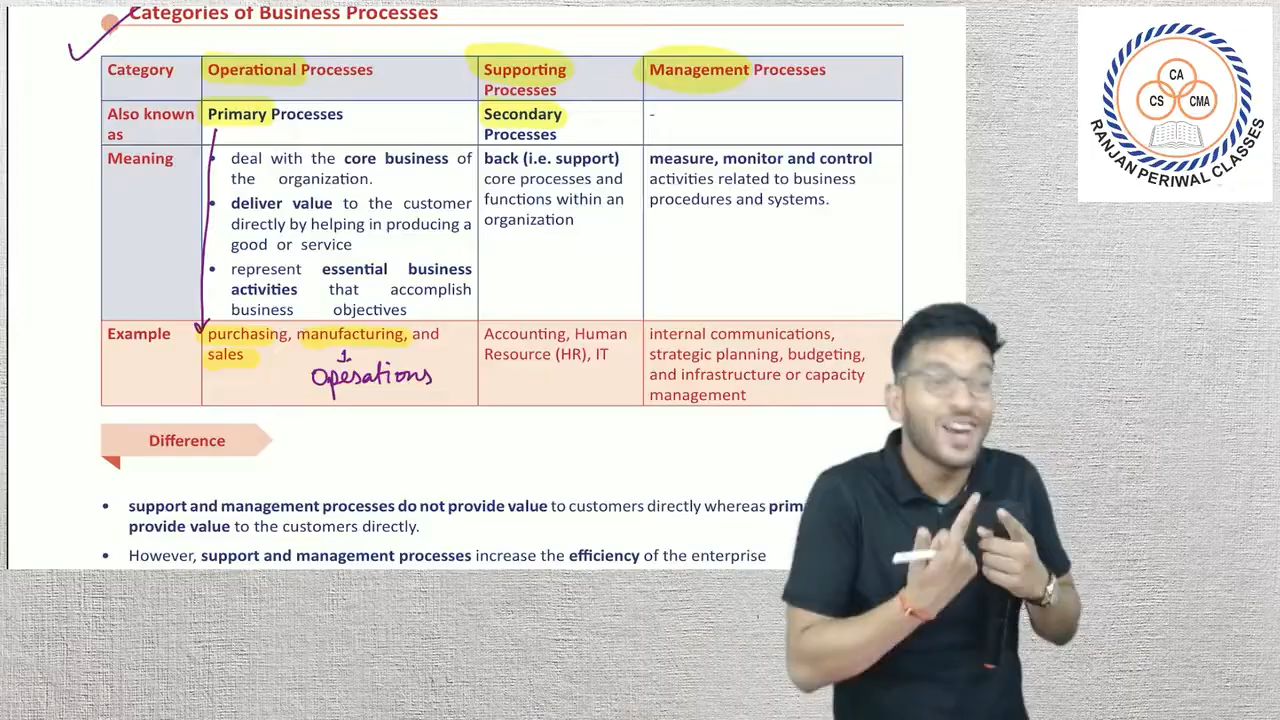 Categories of Business Processes
Category
Operational Processes
Supporting
Processes
Management Processes
Also known
as
Primary Processes
Secondary
Processes
-
Meaning
• deal with the core business of
the organization
• deliver value to the customer
directly by helping in producing a
good or service
• represent essential business
activities that accomplish
business objectives
back (i.e. support)
core processes and
functions within an
organization
measure, monitor and control
activities related to business
procedures and systems.
Example
purchasing, manufacturing, and
sales
Operations
Accounting, Human
Resource (HR), IT
internal communications,
strategic planning, budgeting,
and infrastructure or capacity
management
Difference
• support and management processes do not provide value to customers directly whereas prim
provide value to the customers directly.
• However, support and management processes increase the efficiency of the enterprise
CA
CS
CMA
RANJAN PERIWAL CLASSES